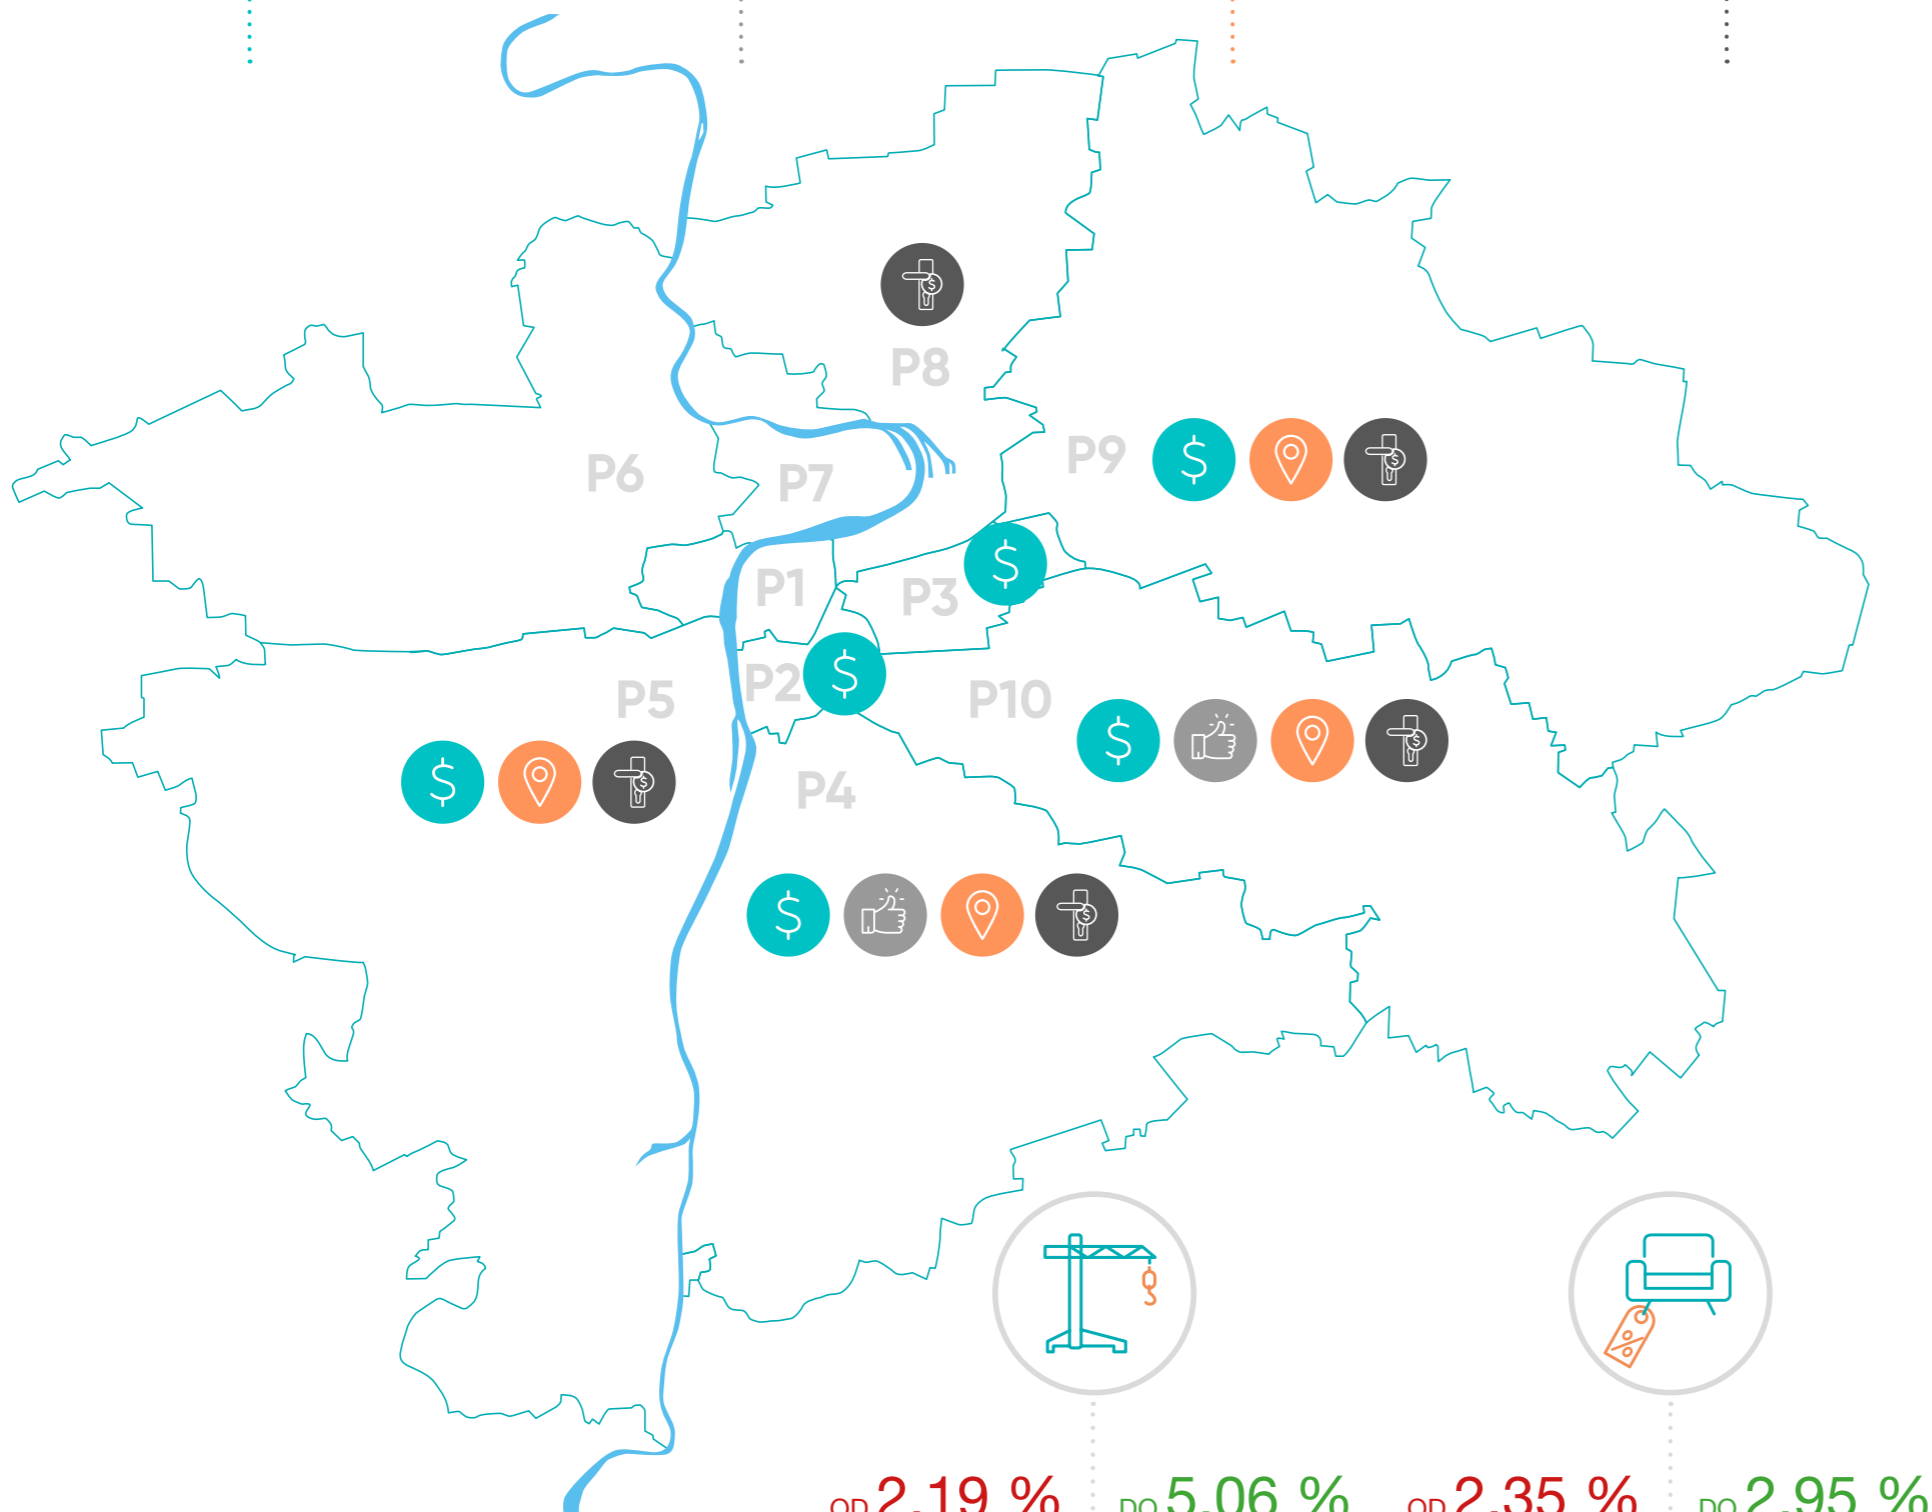 P8
P9
P6
P7
P1
P3
P2
P5
P10
P4
OD 2.19 % DO 5.06 % OD 2.35 % DO 2.95 %